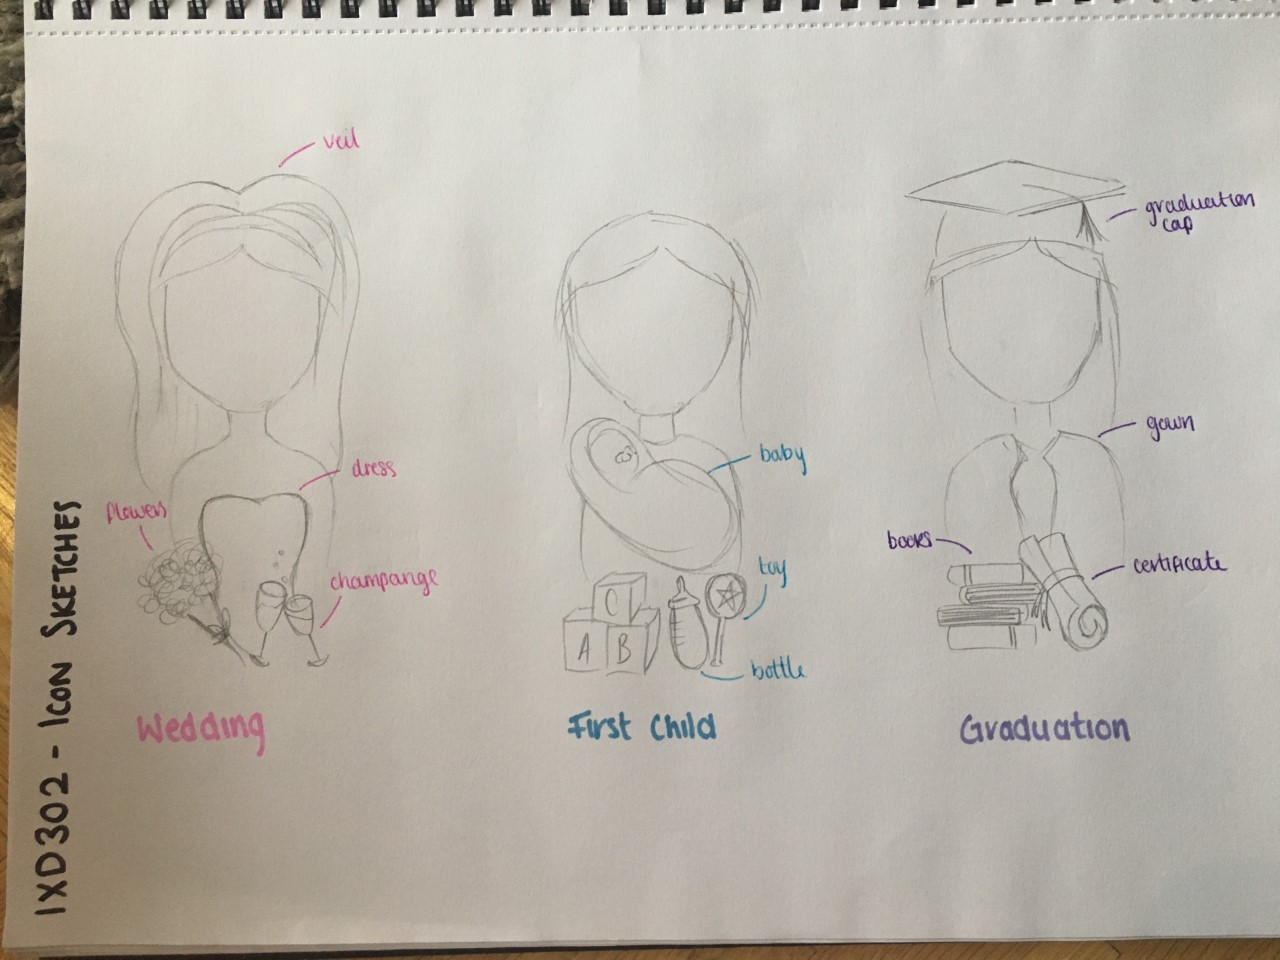 IXD302 - ICON SKETCHES
veil
dress
flowers
champange
Wedding
baby
toy
bottle
C
A B
First Child
graduation
cap
gown
books
certificate
Graduation